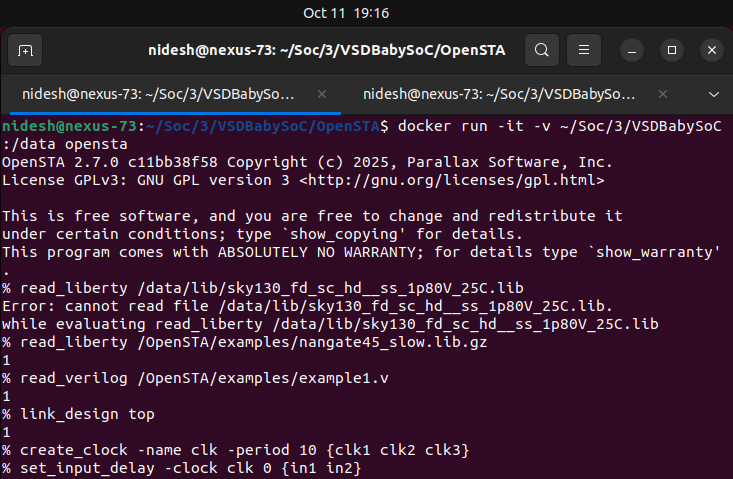 Oct 11 19:16
nidesh@nexus-73: ~/Soc/3/VSDBabySoC/OpenSTA
nidesh@nexus-73: ~/Soc/3/VSDBabySo...
nidesh@nexus-73: ~/Soc/3/VSDBabySo...
nidesh@nexus-73:~/Soc/3/VSDBabySoC/OpenSTA$ docker run -it -v ~/Soc/3/VSDBabySoC
:/data opensta
OpenSTA 2.7.0 c11bb38f58 Copyright (c) 2025, Parallax Software, Inc.
License GPLv3: GNU GPL version 3 <http://gnu.org/licenses/gpl.html>
This is free software, and you are free to change and redistribute it
under certain conditions; type `show_copying' for details.
This program comes with ABSOLUTELY NO WARRANTY; for details type `show_warranty'
.
% read_liberty /data/lib/sky130_fd_sc_hd__ss_1p80V_25C.lib
Error: cannot read file /data/lib/sky130_fd_sc_hd__ss_1p80V_25C.lib.
while evaluating read_liberty /data/lib/sky130_fd_sc_hd__ss_1p80V_25C.lib
% read_liberty /OpenSTA/examples/nangate45_slow.lib.gz
1
% read_verilog /OpenSTA/examples/example1.v
1
% link_design top
1
% create_clock -name clk -period 10 {clk1 clk2 clk3}
% set_input_delay -clock clk 0 {in1 in2}